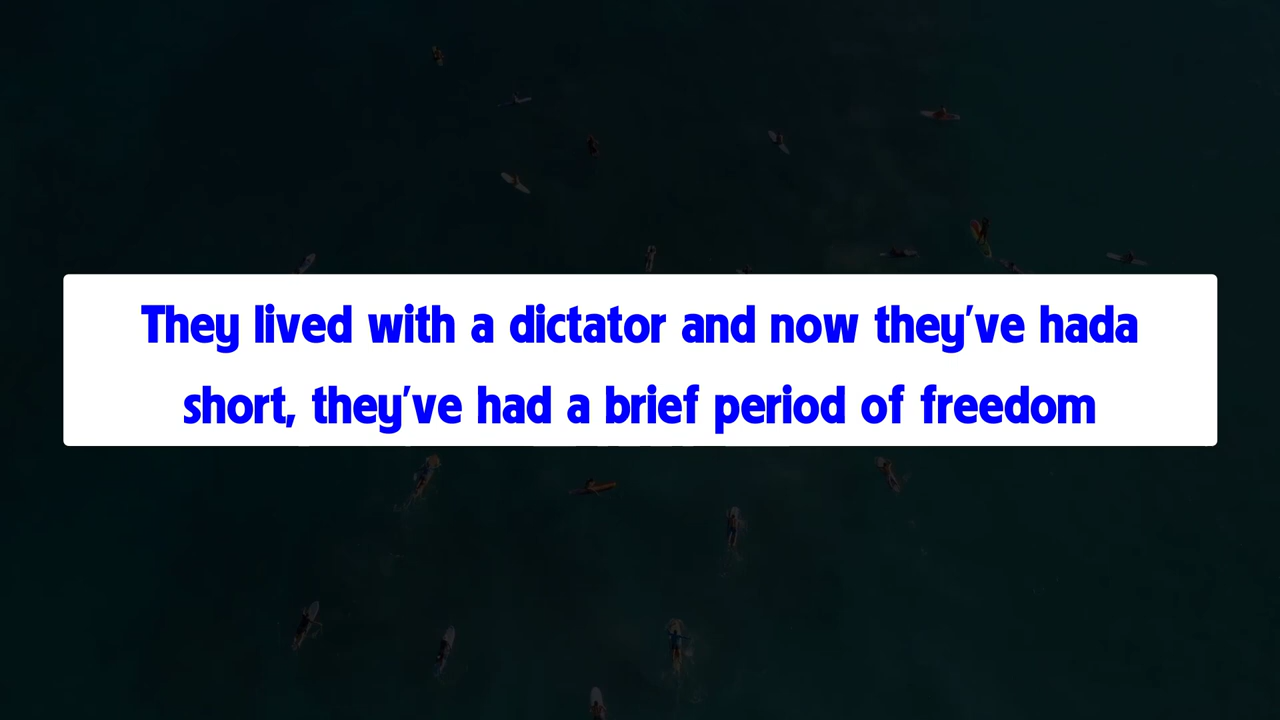 They lived with a dictator and now they've hada
short, they've had a brief period of freedom